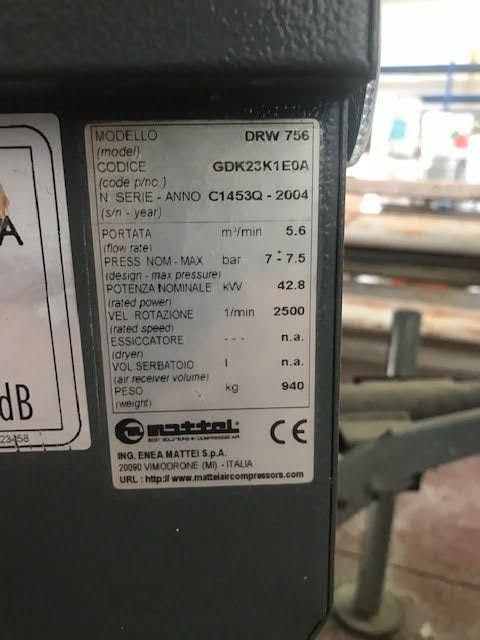 MODELLO DRW 756
(model)
CODICE GDK23K1E0A
(code p/nc )
N SERIE - ANNO C1453Q - 2004
(s/n - year)
PORTATA m³/min 5.6
(flow rate)
PRESS NOM - MAX bar 7 - 7.5
(design - max pressure)
POTENZA NOMINALE kW 42.8
(rated power)
VEL ROTAZIONE 1/min 2500
(rated speed)
ESSICCATORE - - - n.a.
(dryer)
VOL SERBATOIO l n.a.
(air receiver volume)
PESO kg 940
(weight)
mattei CE
BEST SOLUTIONS IN COMPRESSED AIR
ING. ENEA MATTEI S.p.A.
20090 VIMODRONE (MI) - ITALIA
URL : http:// www.matteiaircompressors.com
A
dB